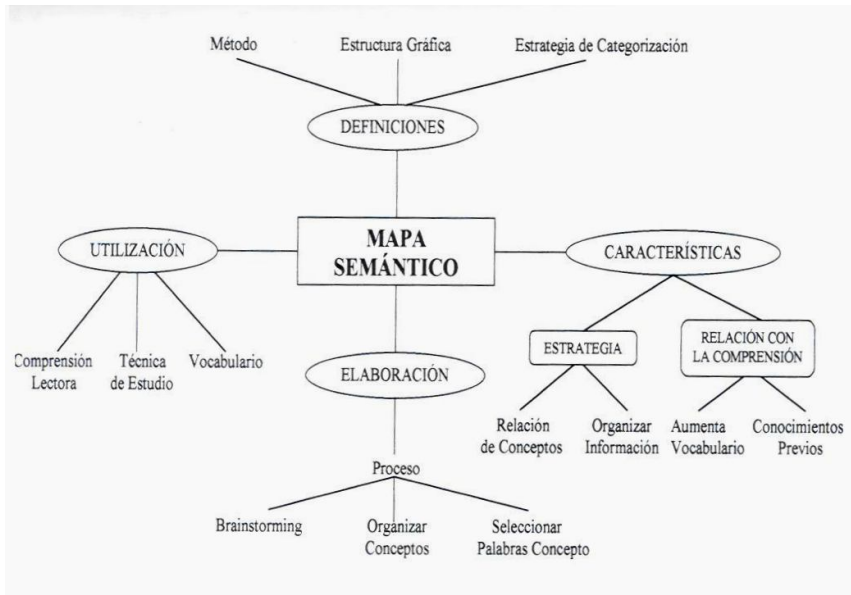 Método
Estructura Gráfica
Estrategia de Categorización
DEFINICIONES
MAPA
SEMÁNTICO
UTILIZACIÓN
CARACTERÍSTICAS
Comprensión
Lectora
Técnica
de Estudio
Vocabulario
ELABORACIÓN
ESTRATEGIA
RELACIÓN CON
LA COMPRENSIÓN
Relación
de Conceptos
Organizar
Información
Aumenta
Vocabulario
Conocimientos
Previos
Proceso
Brainstorming
Organizar
Conceptos
Seleccionar
Palabras Concepto